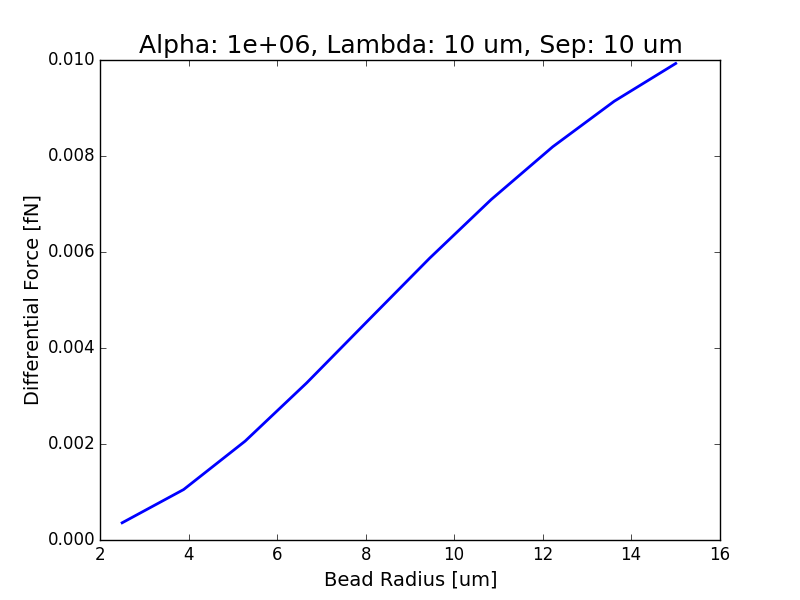 Alpha: 1e+06, Lambda: 10 um, Sep: 10 um
0.010
0.008
0.006
0.004
0.002
0.000
Differential Force [fN]
2 4 6 8 10 12 14 16
Bead Radius [um]